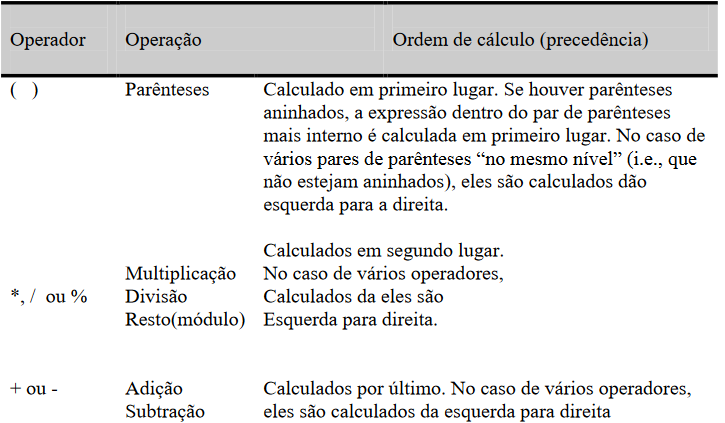 Operador Operação Ordem de cálculo (precedência)
( ) Parênteses Calculado em primeiro lugar. Se houver parênteses
aninhados, a expressão dentro do par de parênteses
mais interno é calculada em primeiro lugar. No caso de
vários pares de parênteses “no mesmo nível” (i.e., que
não estejam aninhados), eles são calculados dão
esquerda para a direita.
Calculados em segundo lugar.
Multiplicação No caso de vários operadores,
*, / ou % Divisão Calculados da eles são
Resto(módulo) Esquerda para direita.
+ ou - Adição Calculados por último. No caso de vários operadores,
Subtração eles são calculados da esquerda para direita